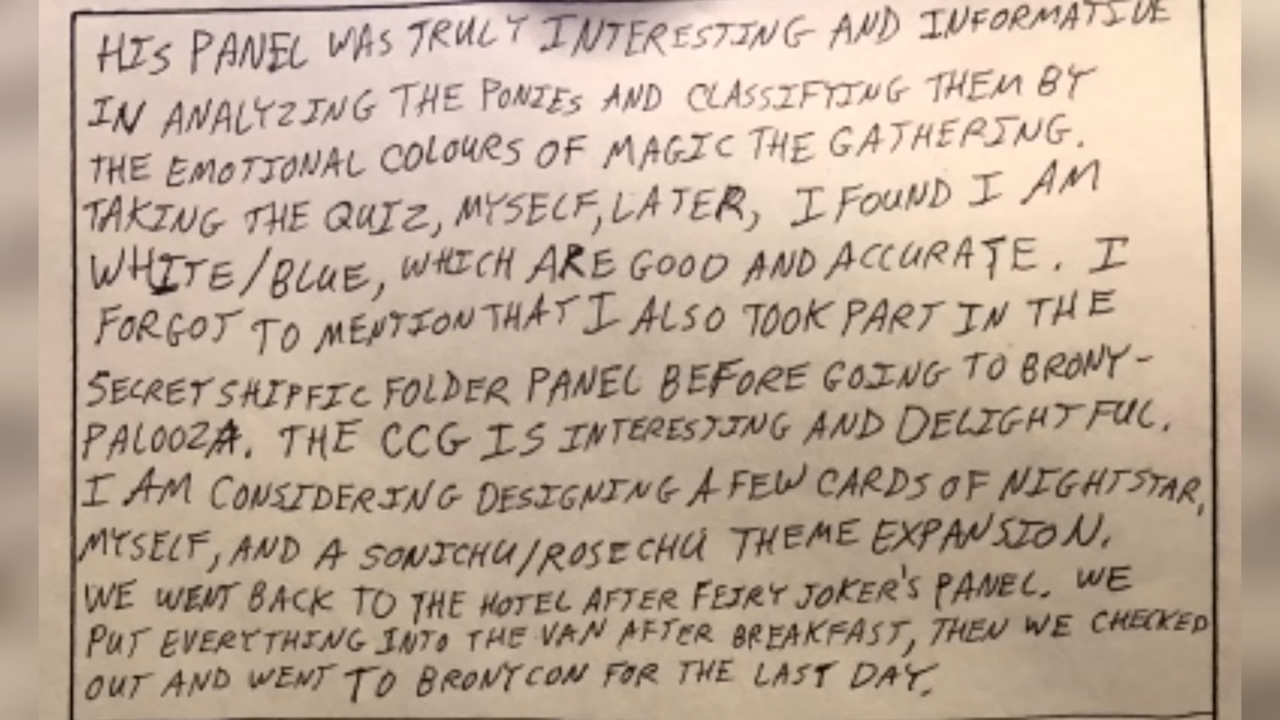 HIS PANEL WAS TRULY INTERESTING AND INFORMATIVE
IN ANALYZING THE PONIES AND CLASSIFYING THEM BY
THE EMOTIONAL COLOURS OF MAGIC THE GATHERING.
TAKING THE QUIZ, MYSELF, LATER, I FOUND I AM
WHITE/BLUE, WHICH ARE GOOD AND ACCURATE. I
FORGOT TO MENTION THAT I ALSO TOOK PART IN THE
SECRET SHIPFIC FOLDER PANEL BEFORE GOING TO BRONY-
PALOOZA. THE CCG IS INTERESTING AND DELIGHTFUL.
I AM CONSIDERING DESIGNING A FEW CARDS OF NIGHTSTAR,
MYSELF, AND A SONICHU/ROSECHU THEME EXPANSION.
WE WENT BACK TO THE HOTEL AFTER FEIRY JOKER'S PANEL. WE
PUT EVERYTHING INTO THE VAN AFTER BREAKFAST, THEN WE CHECKED
OUT AND WENT TO BRONYCON FOR THE LAST DAY.